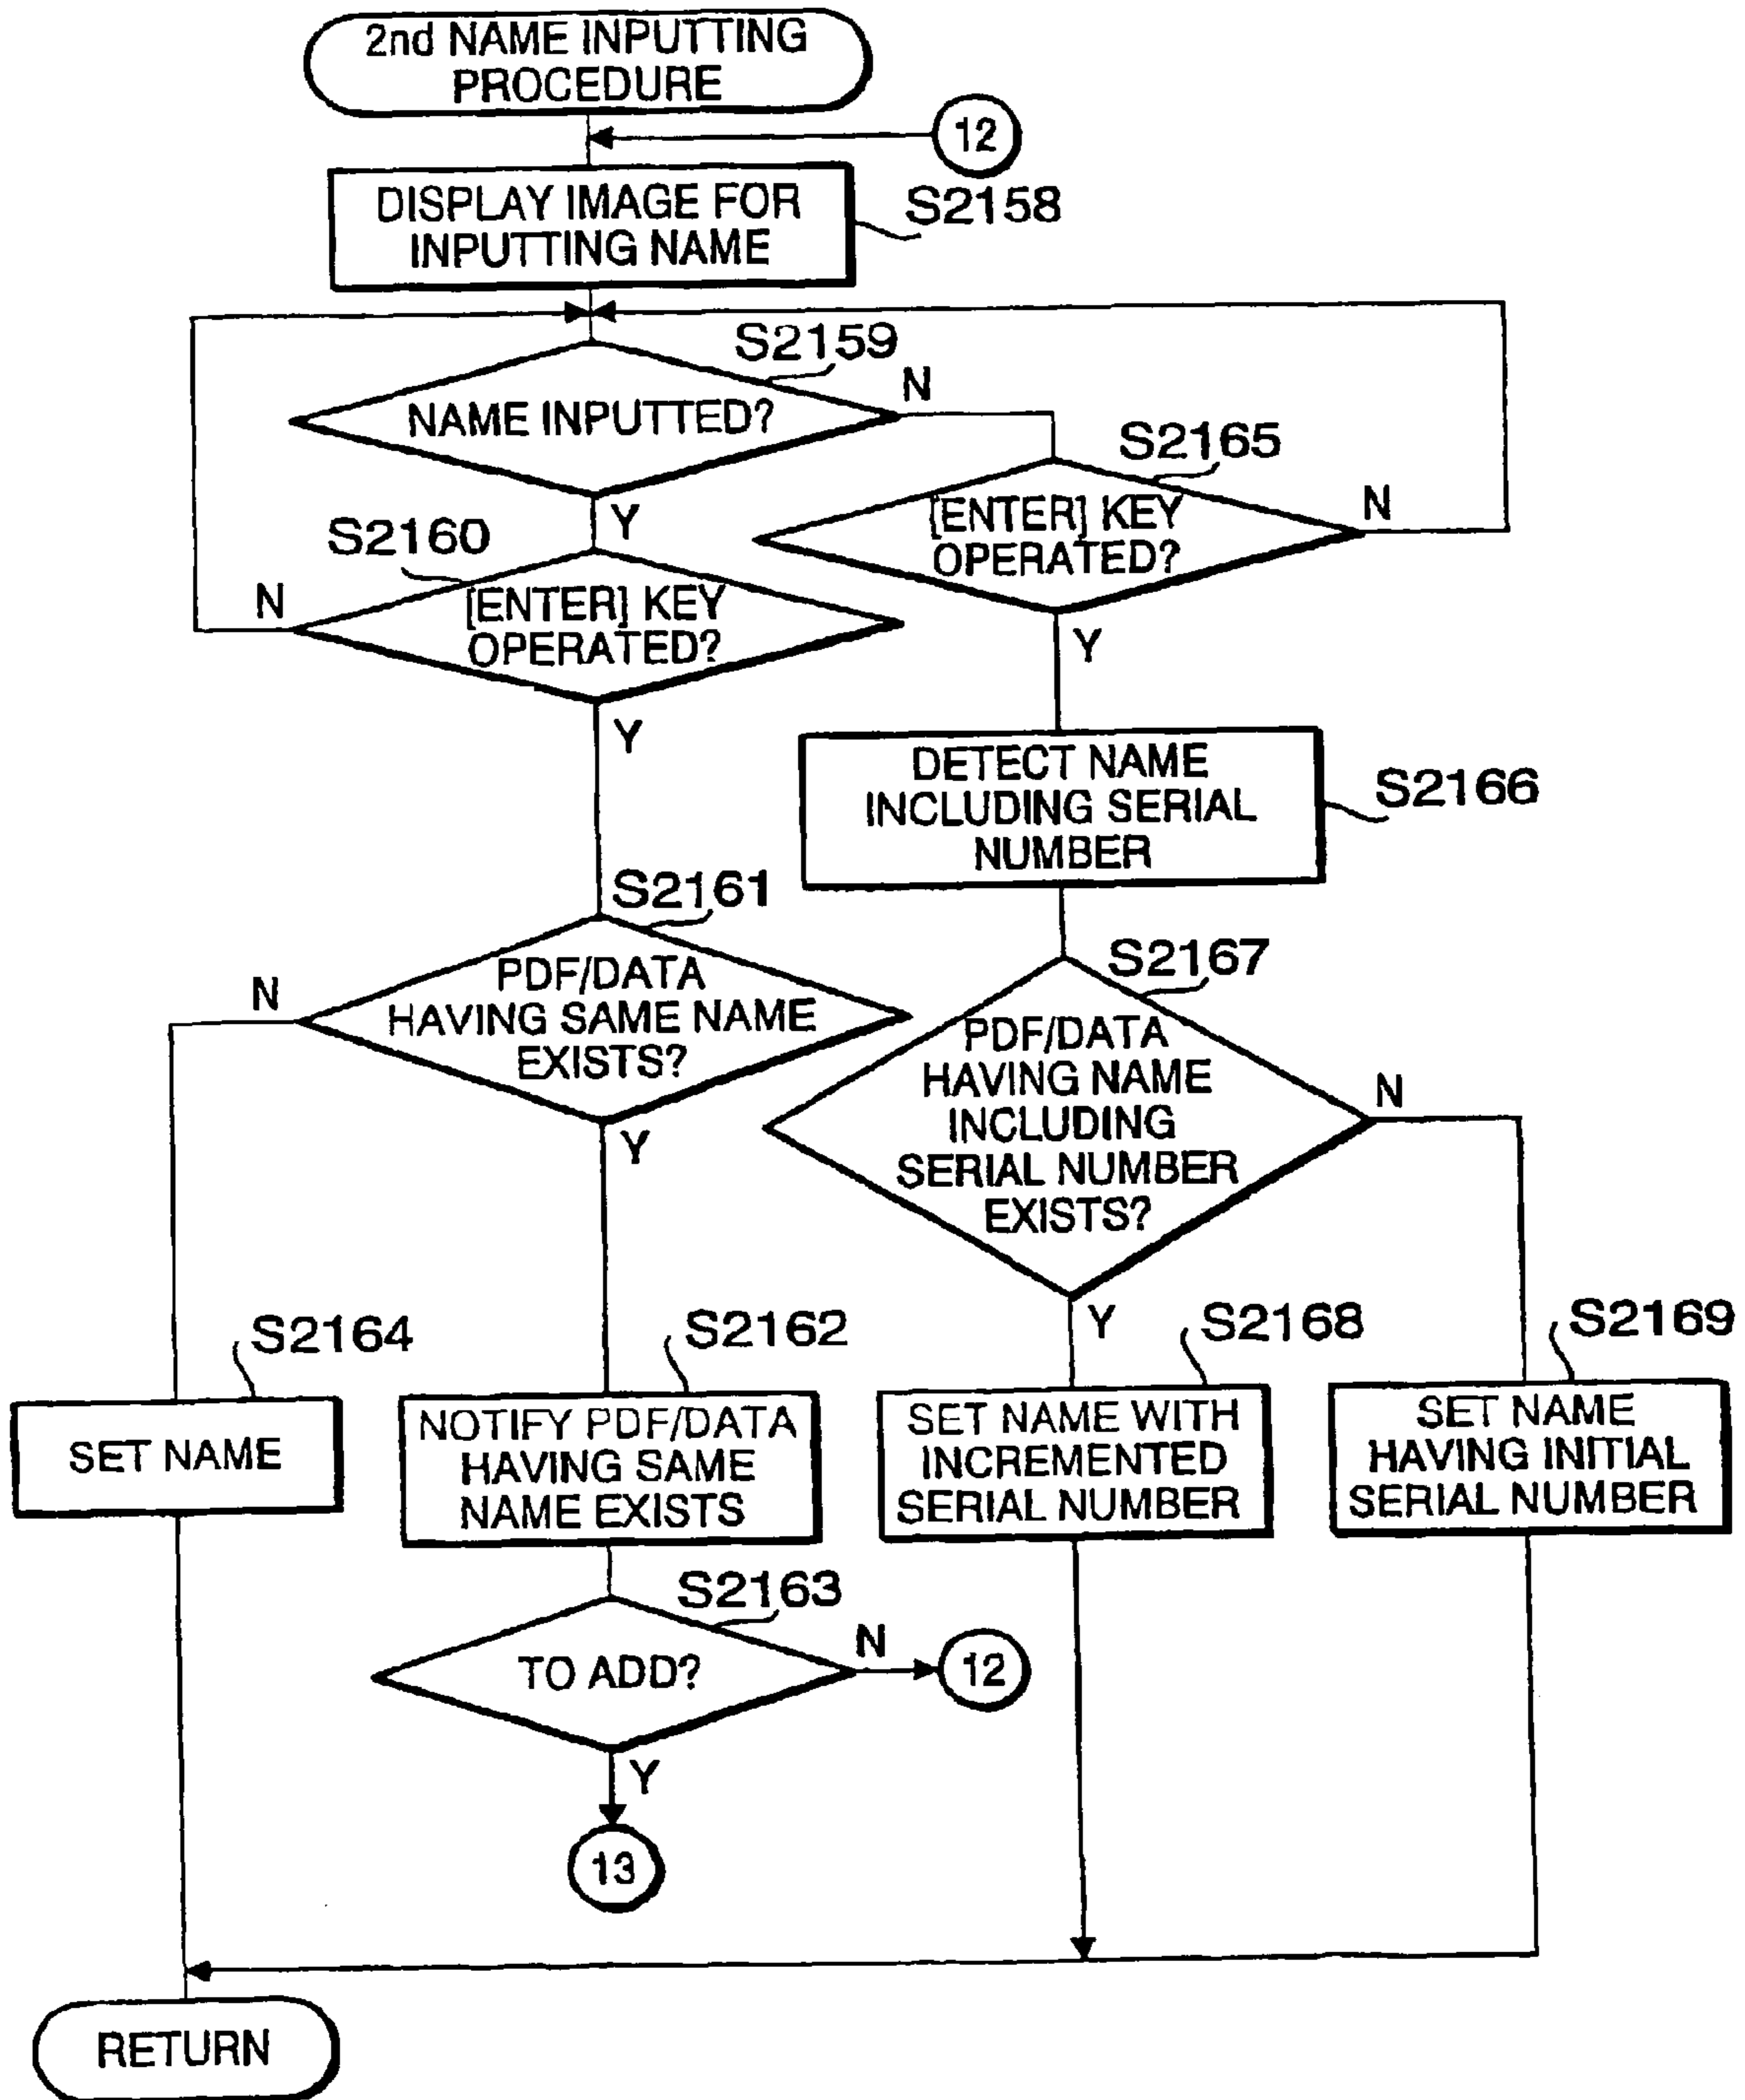 2nd NAME INPUTTING
PROCEDURE
12
DISPLAY IMAGE FOR
INPUTTING NAME
S2158
S2159
NAME INPUTTED?
N
Y
S2165
[ENTER] KEY
OPERATED?
N
Y
S2160
[ENTER] KEY
OPERATED?
N
Y
DETECT NAME
INCLUDING SERIAL
NUMBER
S2166
S2161
PDF/DATA
HAVING SAME NAME
EXISTS?
N
Y
S2167
PDF/DATA
HAVING NAME
INCLUDING
SERIAL NUMBER
EXISTS?
N
Y
S2164
SET NAME
S2162
NOTIFY PDF/DATA
HAVING SAME
NAME EXISTS
S2168
SET NAME WITH
INCREMENTED
SERIAL NUMBER
S2169
SET NAME
HAVING INITIAL
SERIAL NUMBER
S2163
TO ADD?
N
12
Y
13
RETURN